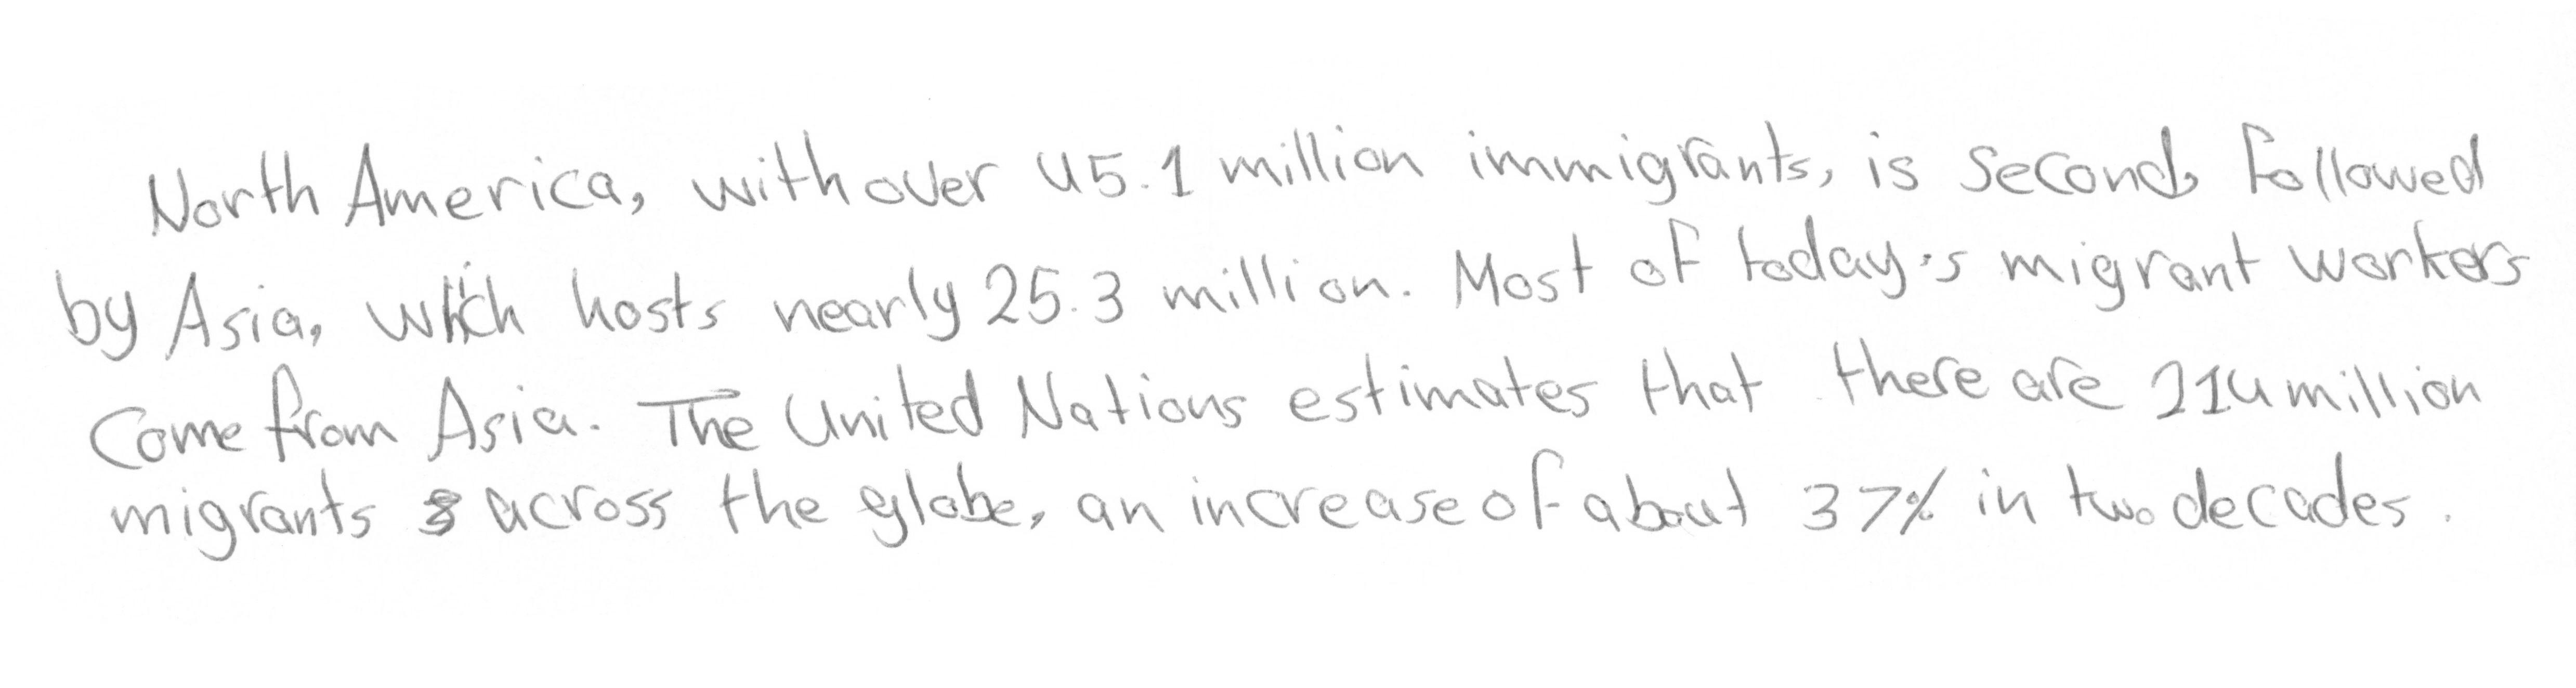 North America, with over 45.1 million immigrants, is second, followed
by Asia, which hosts nearly 25.3 million. Most of today's migrant workers
come from Asia. The United Nations estimates that there are 214 million
migrants across the globe, an increase of about 37% in two decades.